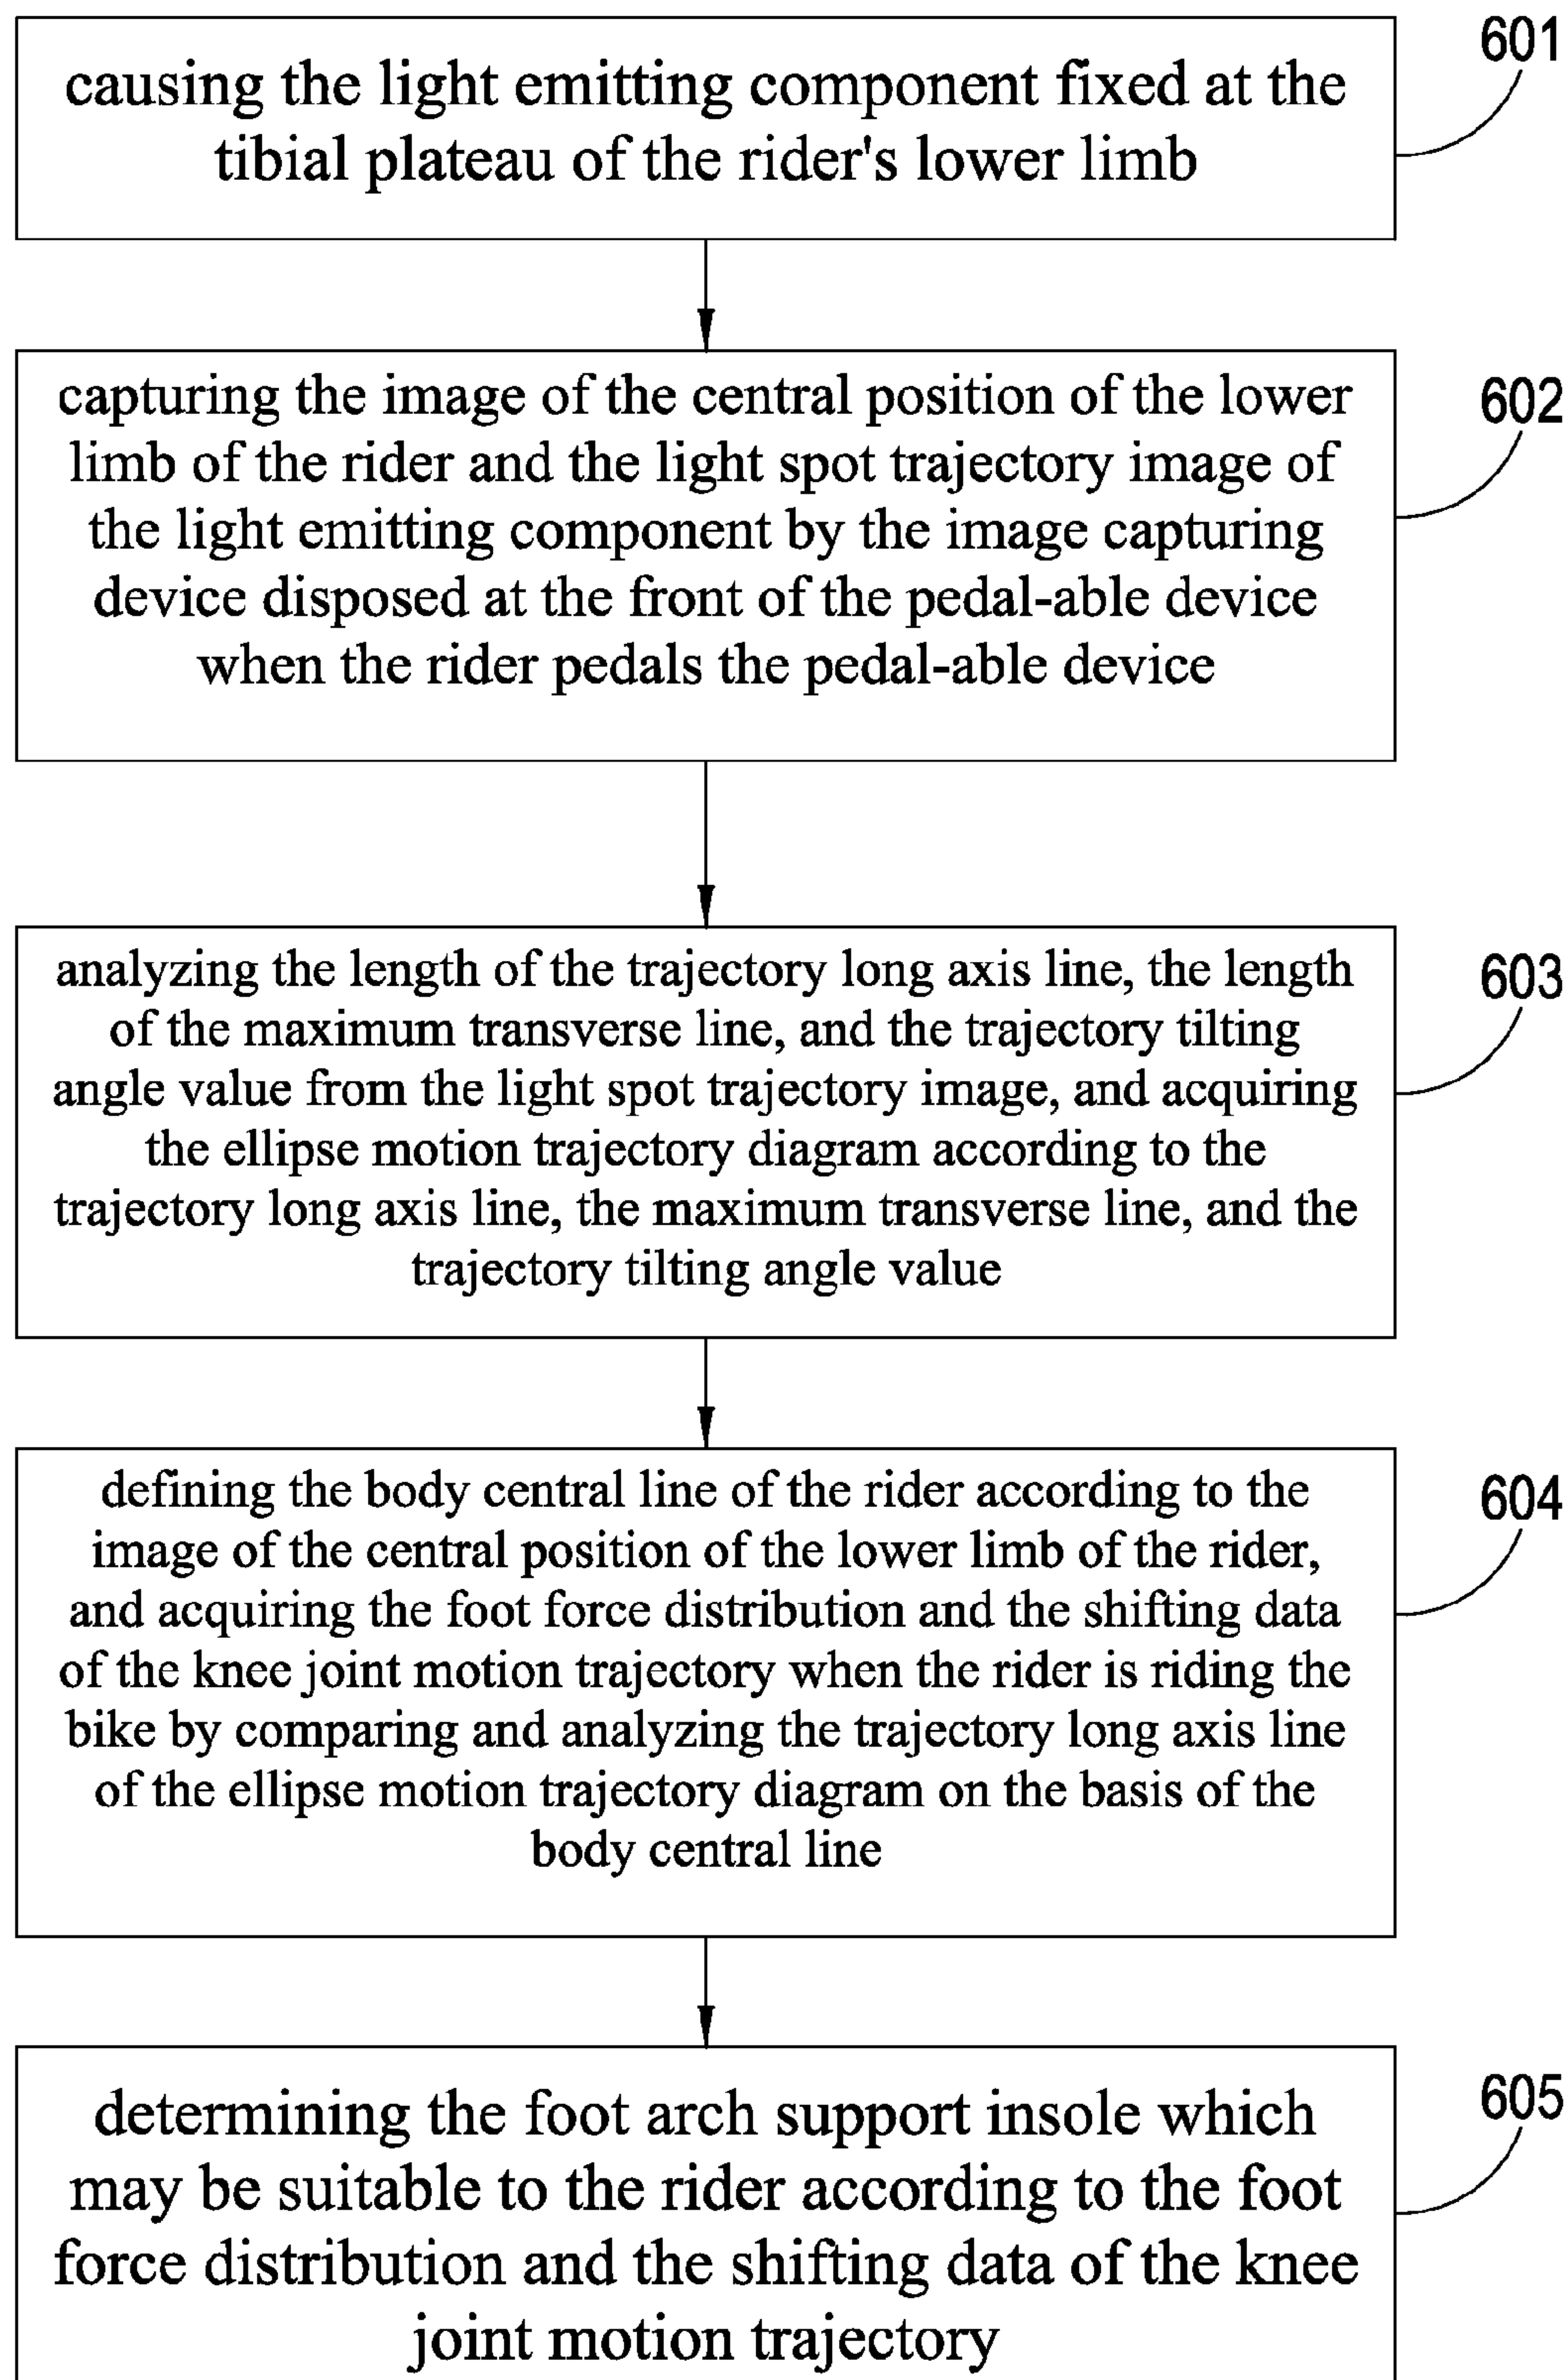 601
causing the light emitting component fixed at the
tibial plateau of the rider's lower limb
602
capturing the image of the central position of the lower
limb of the rider and the light spot trajectory image of
the light emitting component by the image capturing
device disposed at the front of the pedal-able device
when the rider pedals the pedal-able device
603
analyzing the length of the trajectory long axis line, the length
of the maximum transverse line, and the trajectory tilting
angle value from the light spot trajectory image, and acquiring
the ellipse motion trajectory diagram according to the
trajectory long axis line, the maximum transverse line, and the
trajectory tilting angle value
604
defining the body central line of the rider according to the
image of the central position of the lower limb of the rider,
and acquiring the foot force distribution and the shifting data
of the knee joint motion trajectory when the rider is riding the
bike by comparing and analyzing the trajectory long axis line
of the ellipse motion trajectory diagram on the basis of the
body central line
605
determining the foot arch support insole which
may be suitable to the rider according to the foot
force distribution and the shifting data of the knee
joint motion trajectory